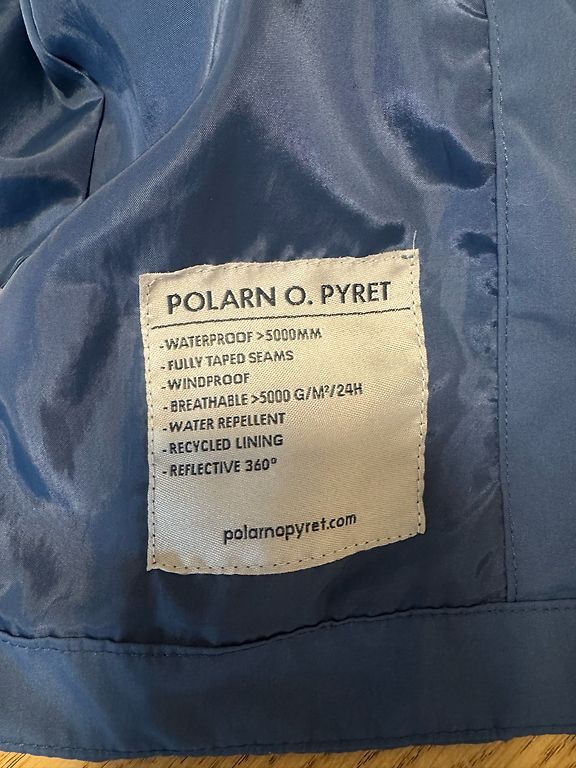 POLARN O. PYRET
-WATERPROOF >5000MM
-FULLY TAPED SEAMS
-WINDPROOF
-BREATHABLE >5000 G/M²/24H
-WATER REPELLENT
-RECYCLED LINING
-REFLECTIVE 360°
polarnopyret.com